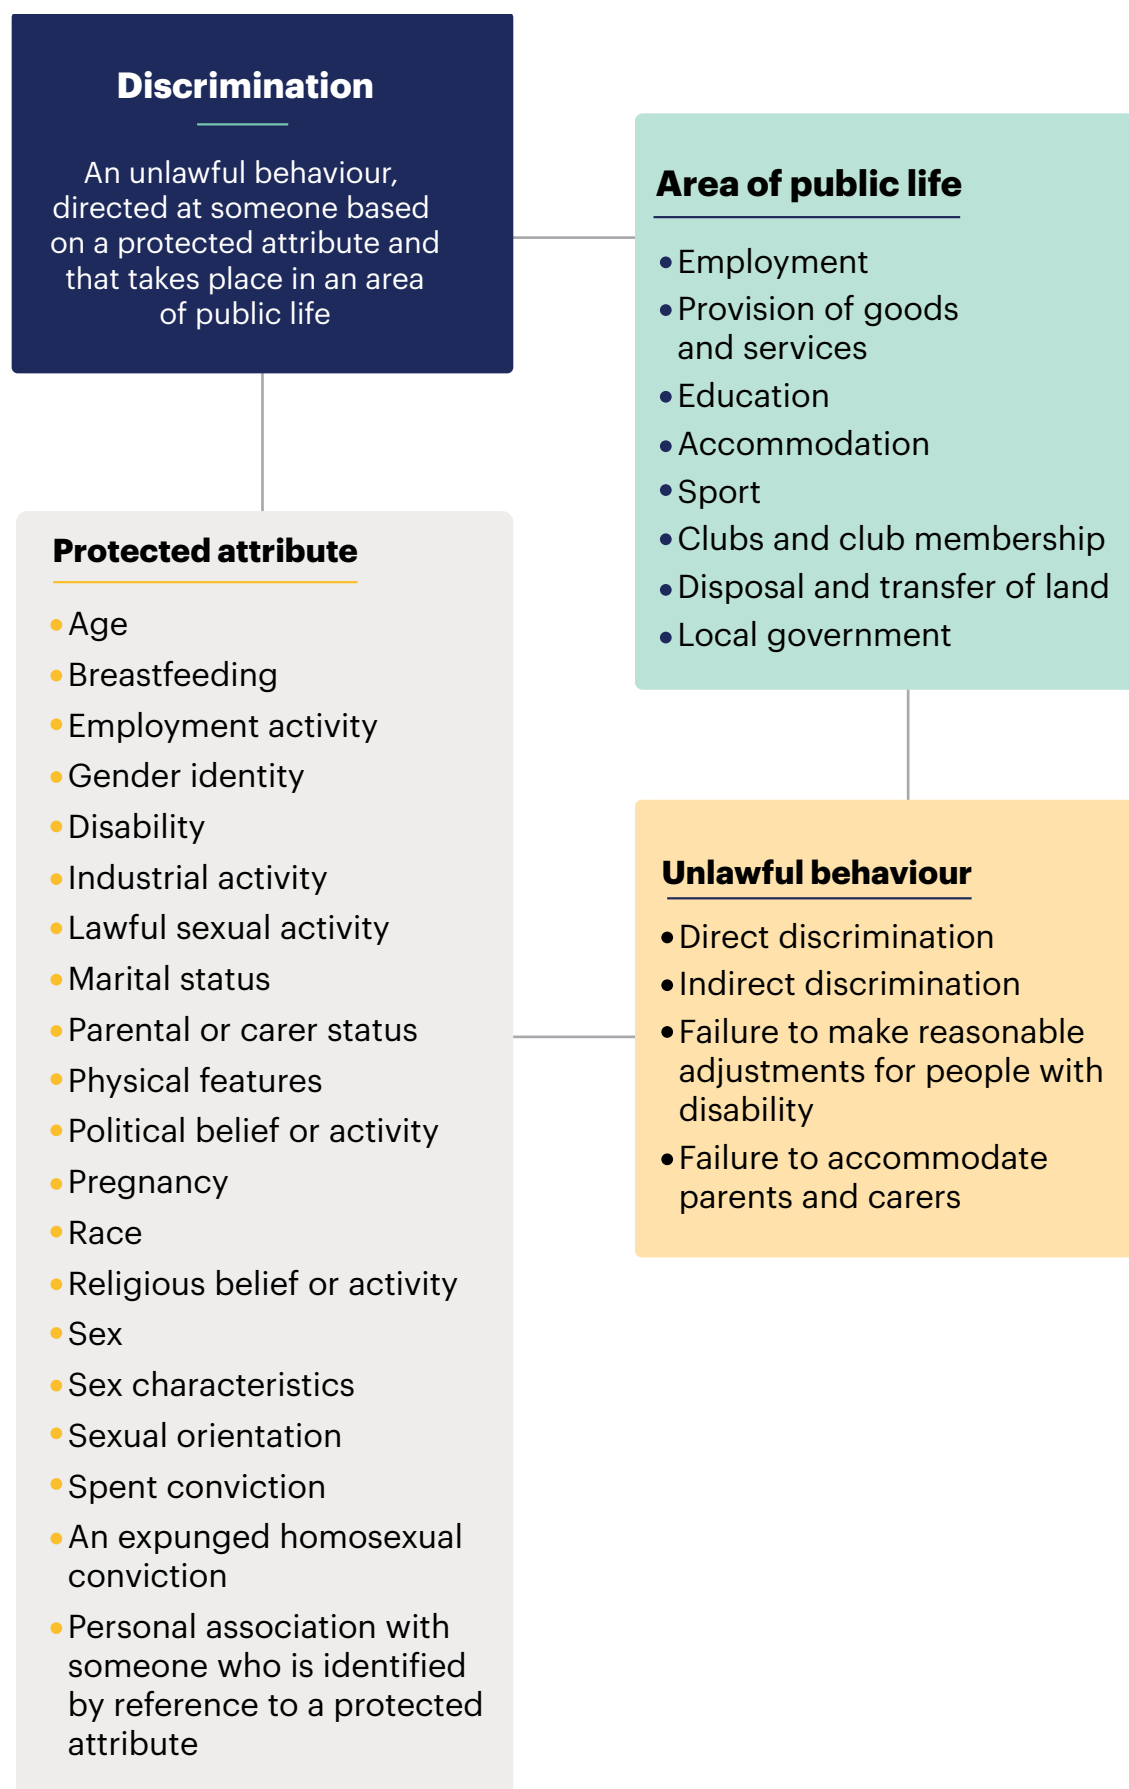 Discrimination
An unlawful behaviour,
directed at someone based
on a protected attribute and
that takes place in an area
of public life
Area of public life
• Employment
• Provision of goods
and services
• Education
• Accommodation
• Sport
• Clubs and club membership
• Disposal and transfer of land
• Local government
Protected attribute
• Age
• Breastfeeding
• Employment activity
• Gender identity
• Disability
• Industrial activity
• Lawful sexual activity
• Marital status
• Parental or carer status
• Physical features
• Political belief or activity
• Pregnancy
• Race
• Religious belief or activity
• Sex
• Sex characteristics
• Sexual orientation
• Spent conviction
• An expunged homosexual
conviction
• Personal association with
someone who is identified
by reference to a protected
attribute
Unlawful behaviour
• Direct discrimination
• Indirect discrimination
• Failure to make reasonable
adjustments for people with
disability
• Failure to accommodate
parents and carers